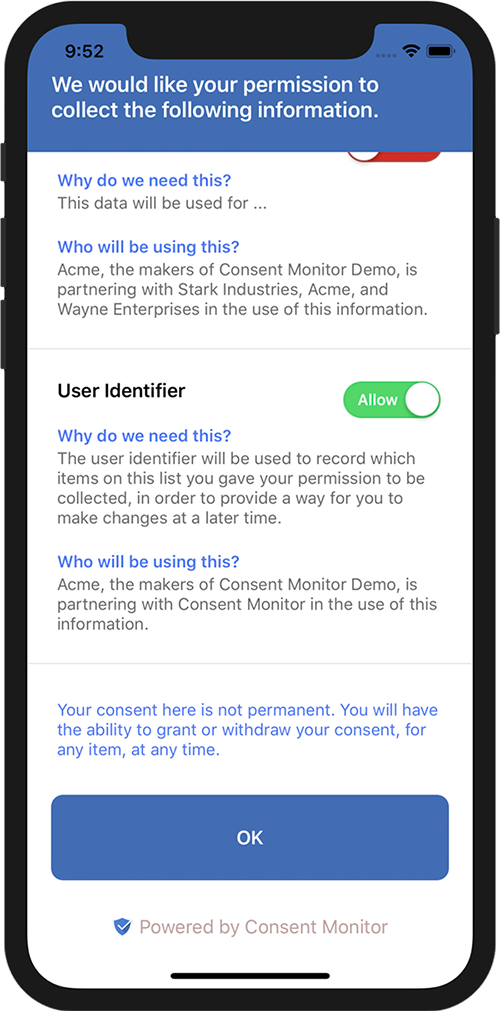 9:52
We would like your permission to
collect the following information.
Why do we need this?
This data will be used for ...
Who will be using this?
Acme, the makers of Consent Monitor Demo, is
partnering with Stark Industries, Acme, and
Wayne Enterprises in the use of this information.
User Identifier
Allow
Why do we need this?
The user identifier will be used to record which
items on this list you gave your permission to be
collected, in order to provide a way for you to
make changes at a later time.
Who will be using this?
Acme, the makers of Consent Monitor Demo, is
partnering with Consent Monitor in the use of this
information.
Your consent here is not permanent. You will have
the ability to grant or withdraw your consent, for
any item, at any time.
OK
Powered by Consent Monitor